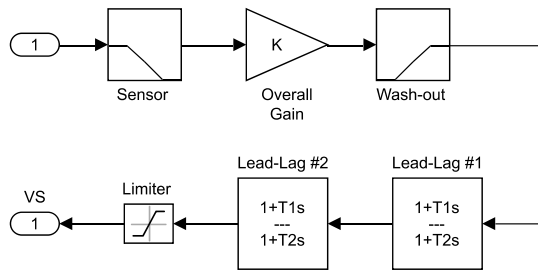 1
K
Sensor
Overall
Gain
Wash-out
Lead-Lag #2
Lead-Lag #1
VS
Limiter
1
1+T1s
---
1+T2s
1+T1s
---
1+T2s